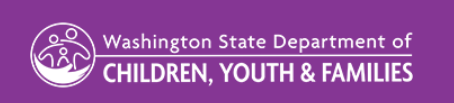 Washington State Department of
CHILDREN, YOUTH & FAMILIES